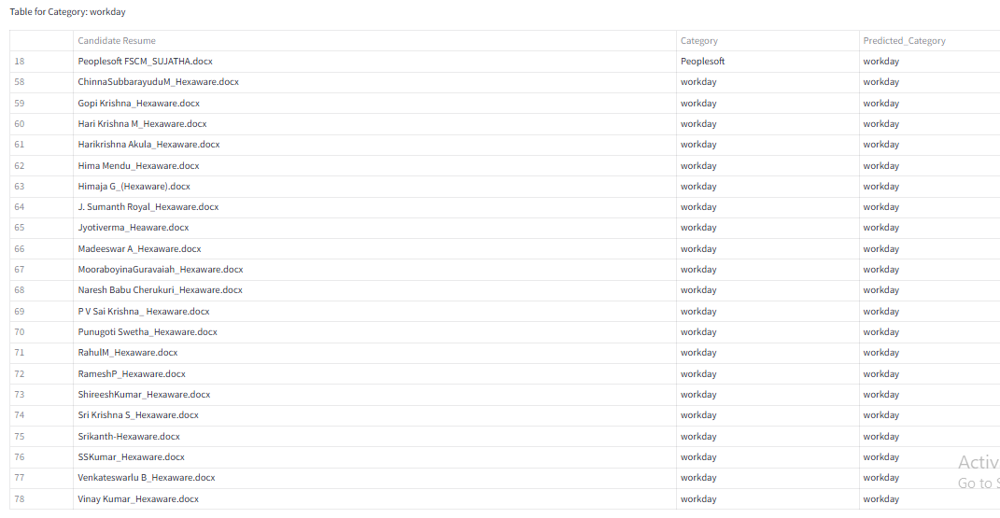 Table for Category: workday
Candidate Resume Category Predicted_Category
18 Peoplesoft FSCM_SUJATHA.docx Peoplesoft workday
58 ChinnaSubbarayuduM_Hexaware.docx workday workday
59 Gopi Krishna_Hexaware.docx workday workday
60 Hari Krishna M_Hexaware.docx workday workday
61 Harikrishna Akula_Hexaware.docx workday workday
62 Hima Mendu_Hexaware.docx workday workday
63 Himaja G_(Hexaware).docx workday workday
64 J. Sumanth Royal_Hexaware.docx workday workday
65 Jyotiverma_Heaware.docx workday workday
66 Madeeswar A_Hexaware.docx workday workday
67 MooraboyinaGuravaiah_Hexaware.docx workday workday
68 Naresh Babu Cherukuri_Hexaware.docx workday workday
69 P V Sai Krishna_ Hexaware.docx workday workday
70 Punugoti Swetha_Hexaware.docx workday workday
71 RahulM_Hexaware.docx workday workday
72 RameshP_Hexaware.docx workday workday
73 ShireeshKumar_Hexaware.docx workday workday
74 Sri Krishna S_Hexaware.docx workday workday
75 Srikanth-Hexaware.docx workday workday
76 SSKumar_Hexaware.docx workday workday
Activ
77 Venkateswarlu B_Hexaware.docx workday workday
Go to S
78 Vinay Kumar_Hexaware.docx workday workday